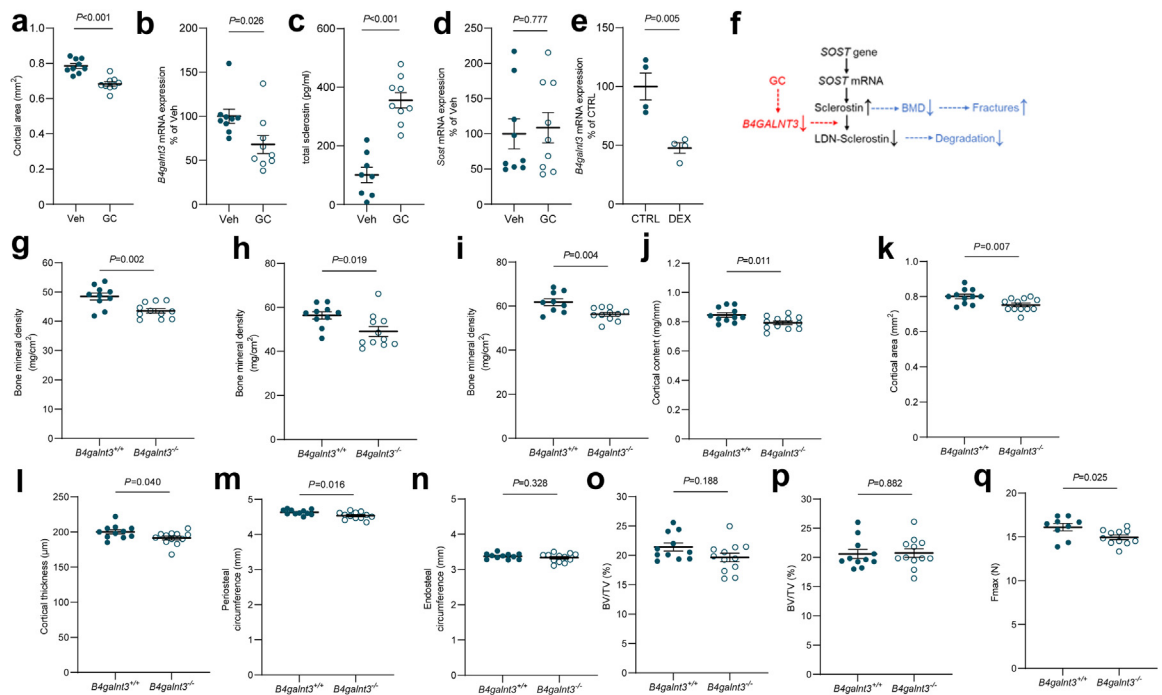 a
P<0.001
Cortical area (mm²)
1.0
0.8
0.6
0.4
0.2
0
Veh
GC
b
P=0.026
B4galnt3 mRNA expression
% of Veh
200
150
100
50
0
Veh
GC
c
P<0.001
total sclerostin (pg/ml)
600
400
200
0
Veh
GC
d
P=0.777
Sost mRNA expression
% of Veh
250
200
150
100
50
0
Veh
GC
e
P=0.005
B4galnt3 mRNA expression
% of CTRL
150
100
50
0
CTRL
DEX
f
SOST gene
SOST mRNA
GC
Sclerostin
BMD
Fractures
B4GALNT3
LDN-Sclerostin
Degradation
g
P=0.002
Bone mineral density
(mg/cm²)
60
50
40
30
20
10
0
B4galnt3+/+
B4galnt3-/-
h
P=0.019
Bone mineral density
(mg/cm²)
80
60
40
20
0
B4galnt3+/+
B4galnt3-/-
i
P=0.004
Bone mineral density
(mg/cm²)
80
60
40
20
0
B4galnt3+/+
B4galnt3-/-
j
P=0.011
Cortical content (mg/mm)
1.2
1.0
0.8
0.6
0.4
0.2
0
B4galnt3+/+
B4galnt3-/-
k
P=0.007
Cortical area (mm²)
1.0
0.8
0.6
0.4
0.2
0
B4galnt3+/+
B4galnt3-/-
l
P=0.040
Cortical thickness (µm)
250
200
150
100
50
0
B4galnt3+/+
B4galnt3-/-
m
P=0.016
Periosteal
circumference (mm)
5
4
3
2
1
0
B4galnt3+/+
B4galnt3-/-
n
P=0.328
Endosteal
circumference (mm)
5
4
3
2
1
0
B4galnt3+/+
B4galnt3-/-
o
P=0.188
BV/TV (%)
30
20
10
0
B4galnt3+/+
B4galnt3-/-
p
P=0.882
BV/TV (%)
30
20
10
0
B4galnt3+/+
B4galnt3-/-
q
P=0.025
Fmax (N)
20
15
10
5
0
B4galnt3+/+
B4galnt3-/-